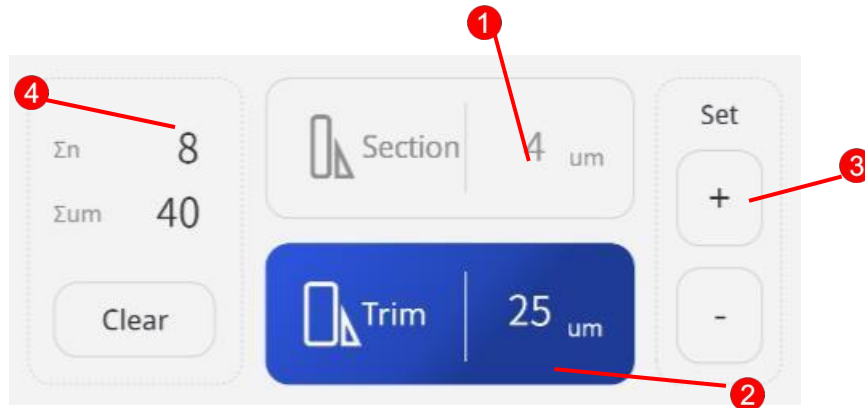 1
4
Σn 8
Σum 40
Clear
Section 4 um
Trim 25 um
Set
+
-
3
2